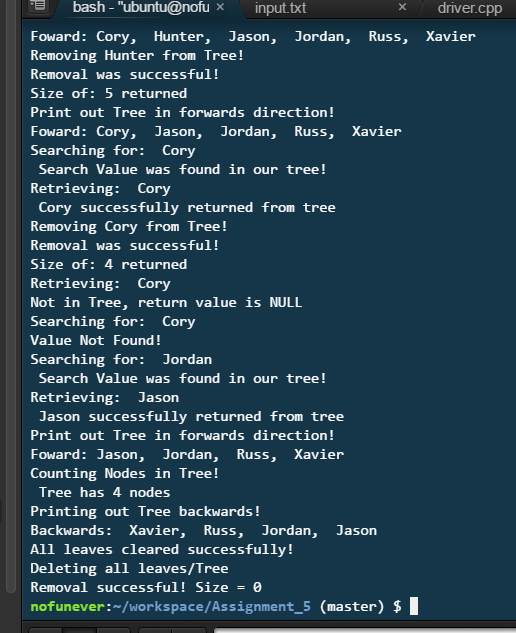 bash - "ubuntu@nofu × input.txt × driver.cpp
Foward: Cory,  Hunter,  Jason,  Jordan,  Russ,  Xavier
Removing Hunter from Tree!
Removal was successful!
Size of: 5 returned
Print out Tree in forwards direction!
Foward: Cory,  Jason,  Jordan,  Russ,  Xavier
Searching for:  Cory
 Search Value was found in our tree!
Retrieving:  Cory
 Cory successfully returned from tree
Removing Cory from Tree!
Removal was successful!
Size of: 4 returned
Retrieving:  Cory
Not in Tree, return value is NULL
Searching for:  Cory
Value Not Found!
Searching for:  Jordan
 Search Value was found in our tree!
Retrieving:  Jason
 Jason successfully returned from tree
Print out Tree in forwards direction!
Foward: Jason,  Jordan,  Russ,  Xavier
Counting Nodes in Tree!
 Tree has 4 nodes
Printing out Tree backwards!
Backwards:  Xavier,  Russ,  Jordan,  Jason
All leaves cleared successfully!
Deleting all leaves/Tree
Removal successful! Size = 0
nofunever:~/workspace/Assignment_5 (master) $